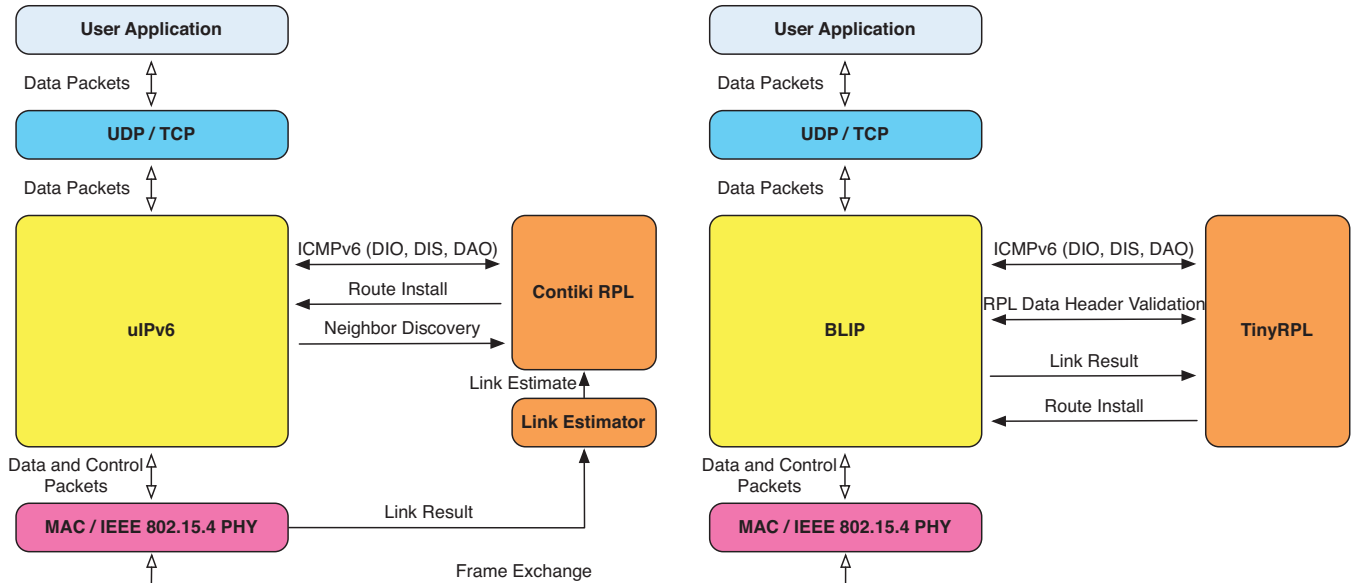 User Application
Data Packets
UDP / TCP
Data Packets
uIPv6
ICMPv6 (DIO, DIS, DAO)
Route Install
Neighbor Discovery
Contiki RPL
Link Estimate
Link Estimator
Data and Control
Packets
MAC / IEEE 802.15.4 PHY
Link Result
Frame Exchange
User Application
Data Packets
UDP / TCP
Data Packets
BLIP
ICMPv6 (DIO, DIS, DAO)
RPL Data Header Validation
Link Result
Route Install
TinyRPL
Data and Control
Packets
MAC / IEEE 802.15.4 PHY